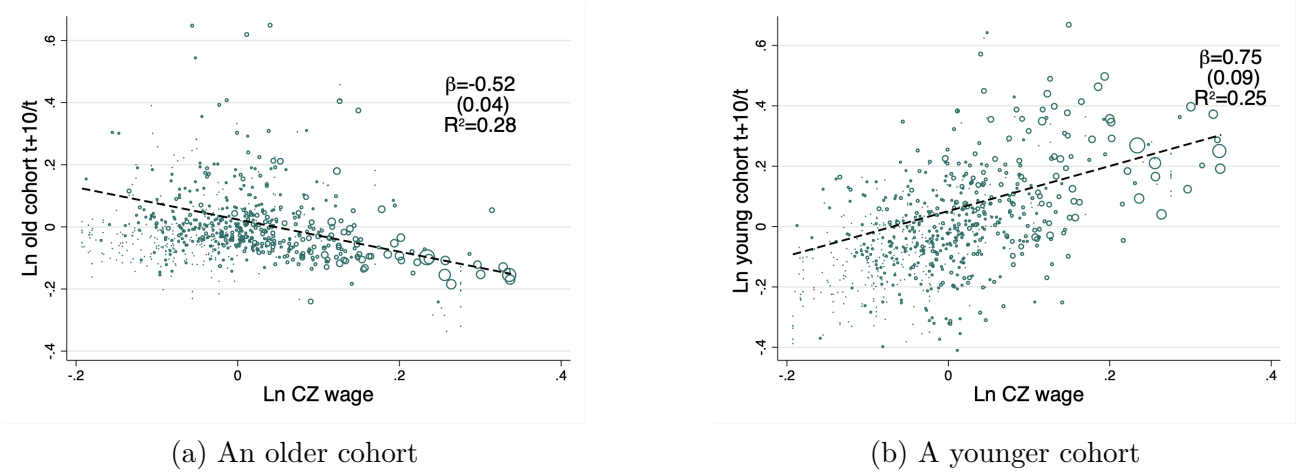 Ln old cohort t+10/t
.6
.4
.2
0
-.2
-.4
β=-0.52
(0.04)
R²=0.28
-.2 0 .2 .4
Ln CZ wage
(a) An older cohort
Ln young cohort t+10/t
.6
.4
.2
0
-.2
-.4
β=0.75
(0.09)
R²=0.25
-.2 0 .2 .4
Ln CZ wage
(b) A younger cohort